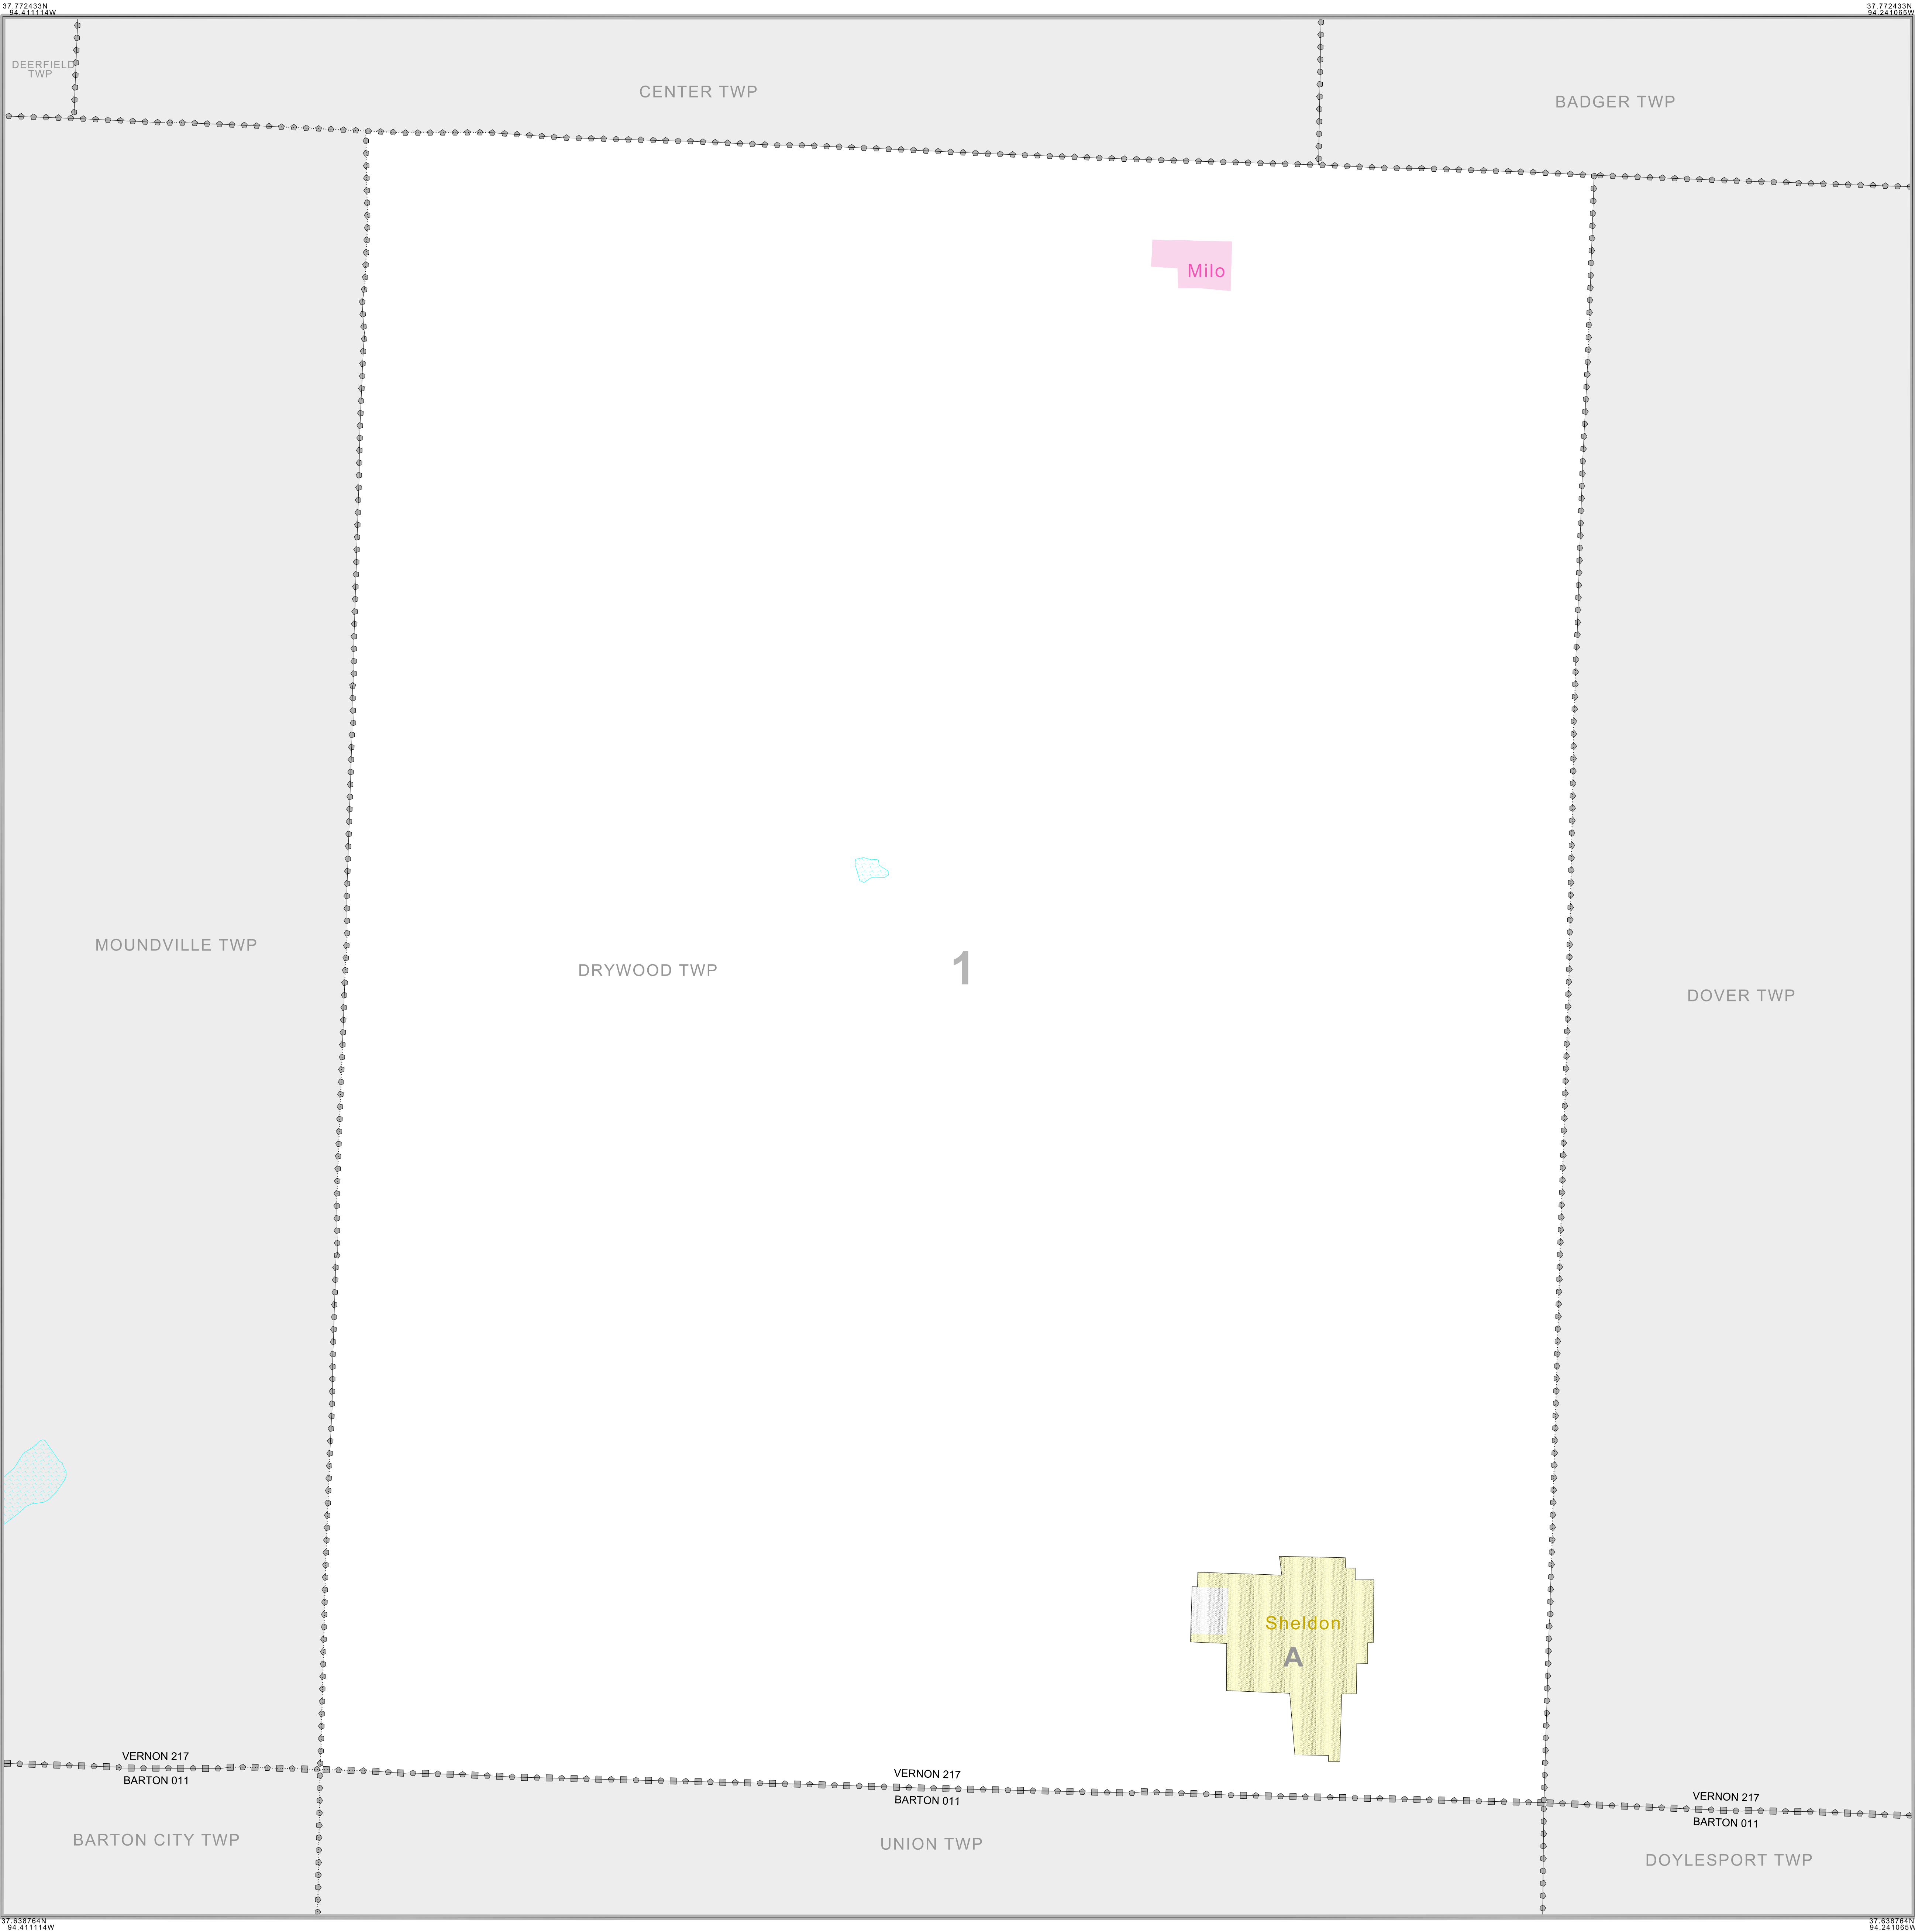 37.772433N
94.411114W
37.772433N
94.241065W
DEERFIELD
TWP
CENTER TWP
BADGER TWP
Milo
MOUNDVILLE TWP
DRYWOOD TWP
1
DOVER TWP
Sheldon
A
VERNON 217
BARTON 011
VERNON 217
BARTON 011
VERNON 217
BARTON 011
BARTON CITY TWP
UNION TWP
DOYLESPORT TWP
37.638764N
94.411114W
37.638764N
94.241065W